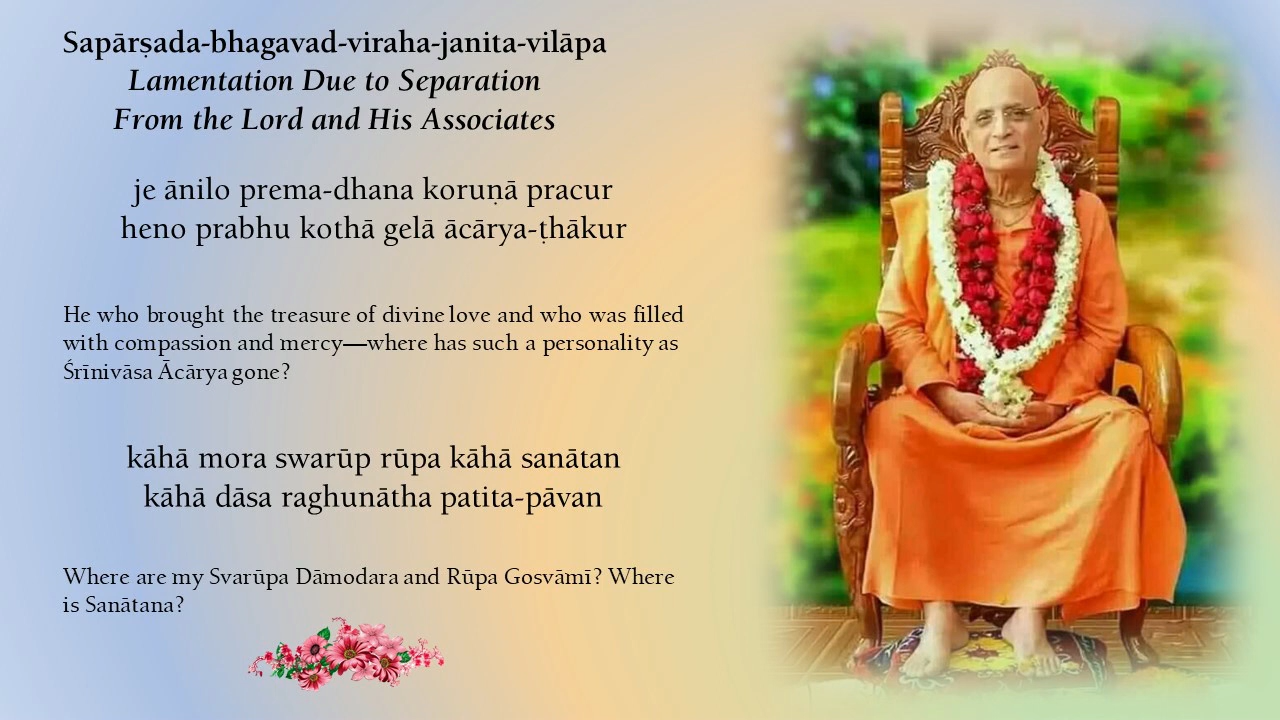 Sapārṣada-bhagavad-viraha-janita-vilāpa
Lamentation Due to Separation
From the Lord and His Associates
je ānilo prema-dhana koruṇā pracur
heno prabhu kothā gelā ācārya-ṭhākur
He who brought the treasure of divine love and who was filled
with compassion and mercy—where has such a personality as
Śrīnivāsa Ācārya gone?
kāhā mora swarūp rūpa kāhā sanātan
kāhā dāsa raghunātha patita-pāvan
Where are my Svarūpa Dāmodara and Rūpa Gosvāmī? Where
is Sanātana?